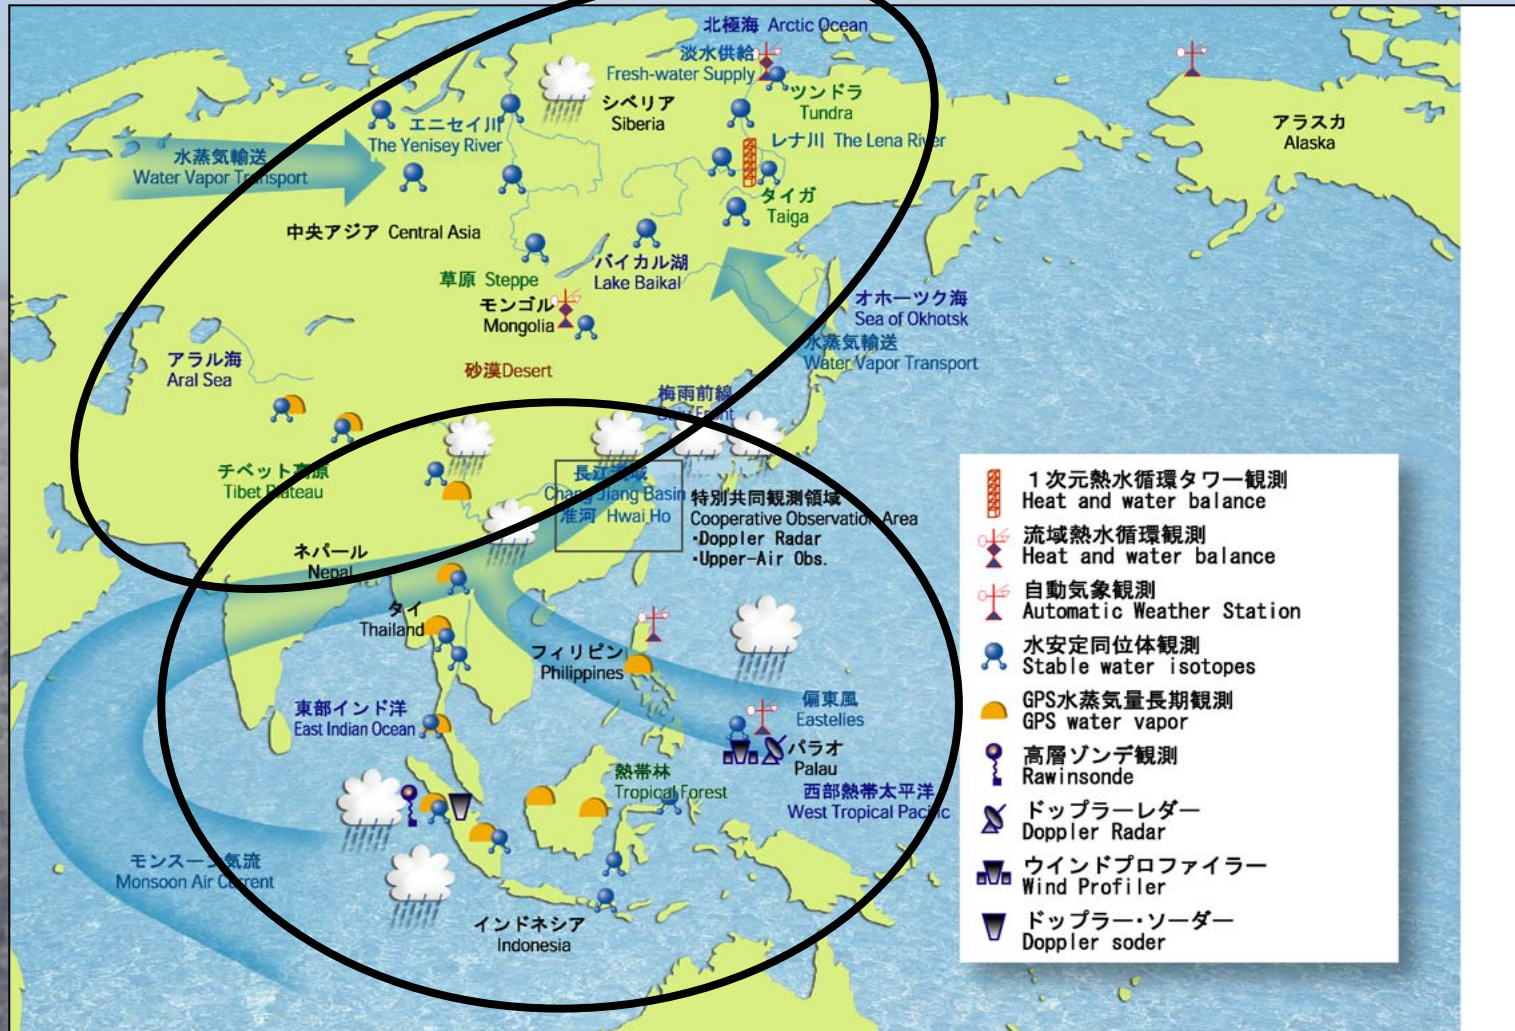 北極海 Arctic Ocean
淡水供給
Fresh-water Supply
ツンドラ
Tundra
シベリア
Siberia
エニセイ川
The Yenisey River
レナ川 The Lena River
アラスカ
Alaska
水蒸気輸送
Water Vapor Transport
タイガ
Taiga
中央アジア Central Asia
草原 Steppe
バイカル湖
Lake Baikal
モンゴル
Mongolia
オホーツク海
Sea of Okhotsk
水蒸気輸送
Water Vapor Transport
アラル海
Aral Sea
砂漠Desert
梅雨前線
Front
チベット高原
Tibet Plateau
長江流域
Chang Jiang Basin
准河 Hwai Ho
特別共同観測領域
Cooperative Observation Area
・Doppler Radar
・Upper-Air Obs.
ネパール
Nepal
タイ
Thailand
フィリピン
Philippines
偏東風
Eastelies
東部インド洋
East Indian Ocean
パラオ
Palau
熱帯林
Tropical Forest
西部熱帯太平洋
West Tropical Pacific
モンスーン気流
Monsoon Air Current
インドネシア
Indonesia
1次元熱水循環タワー観測
Heat and water balance
流域熱水循環観測
Heat and water balance
自動気象観測
Automatic Weather Station
水安定同位体観測
Stable water isotopes
GPS水蒸気量長期観測
GPS water vapor
高層ゾンデ観測
Rawinsonde
ドップラーレダー
Doppler Radar
ウインドプロファイラー
Wind Profiler
ドップラー・ソーダー
Doppler soder